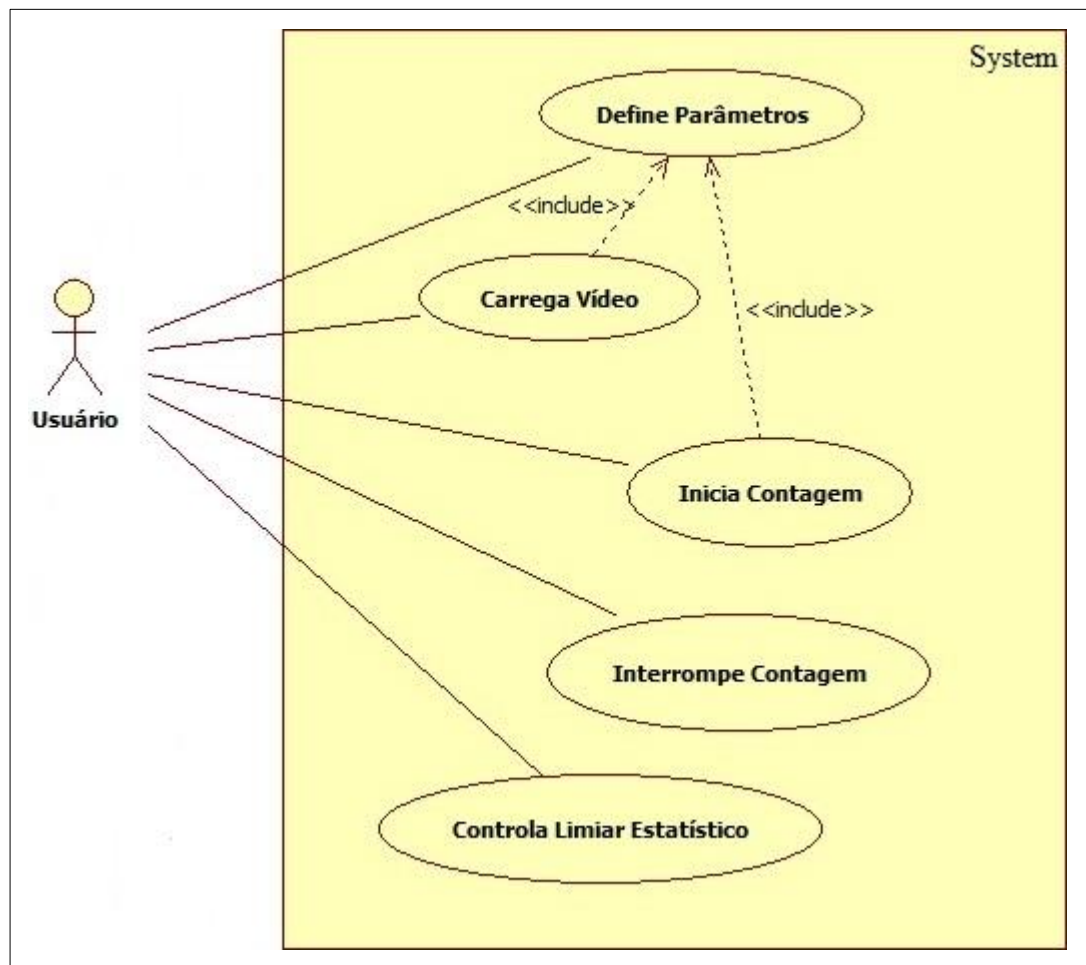 System
Define Parâmetros
<<include>>
Carrega Vídeo
<<include>>
Usuário
Inicia Contagem
Interrompe Contagem
Controla Limiar Estatístico